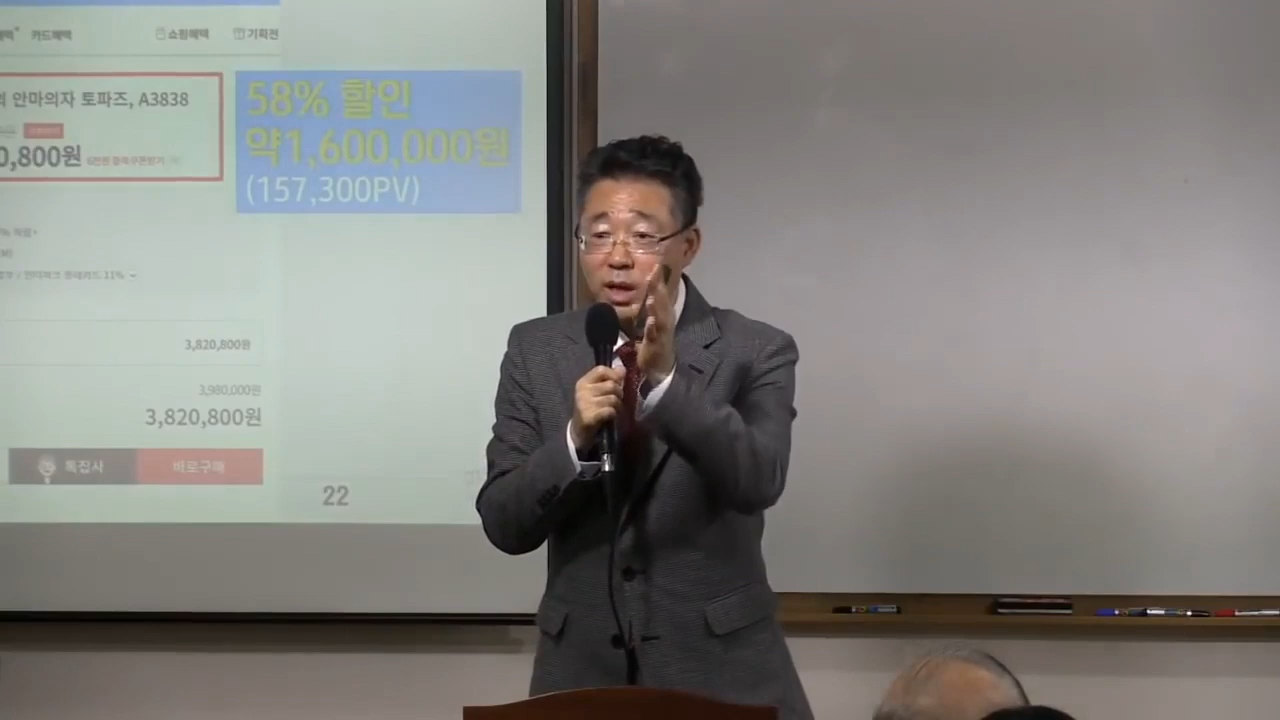 카드혜택
쇼핑혜택
기획전
안마의자 토파즈, A3838
0,800원
58% 할인
약1,600,000원
(157,300PV)
11%
3,820,800원
3,980,000원
3,820,800원
톡집사
바로구매
22